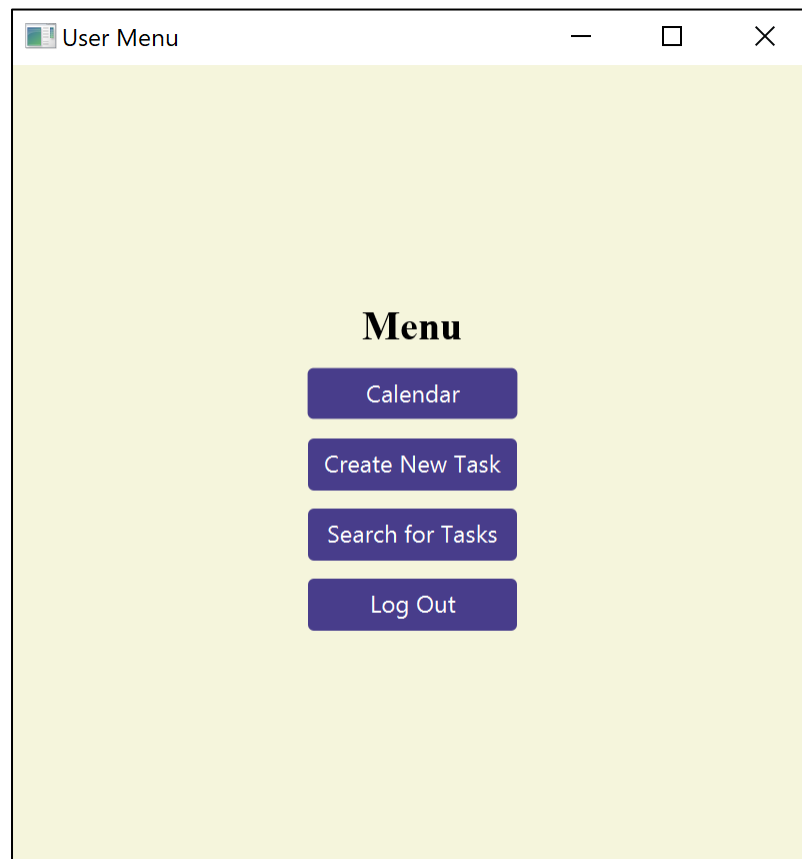 User Menu
Menu
Calendar
Create New Task
Search for Tasks
Log Out